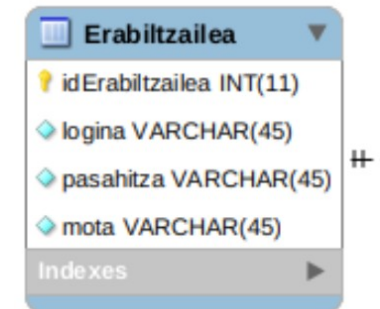 Erabiltzailea
idErabiltzailea INT(11)
logina VARCHAR(45)
pasahitza VARCHAR(45)
mota VARCHAR(45)
Indexes